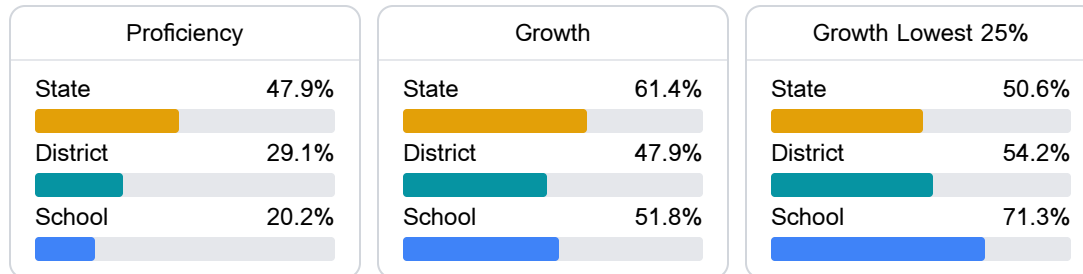 Proficiency
State 47.9%
District 29.1%
School 20.2%
Growth
State 61.4%
District 47.9%
School 51.8%
Growth Lowest 25%
State 50.6%
District 54.2%
School 71.3%